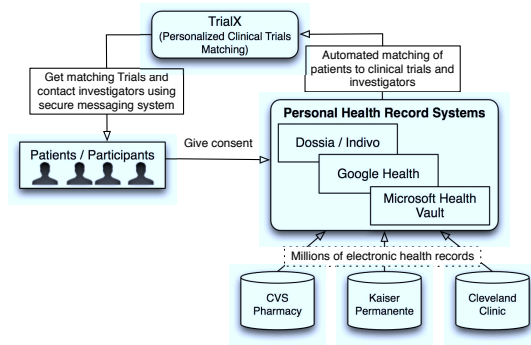 TrialX
(Personalized Clinical Trials
Matching)
Get matching Trials and
contact investigators using
secure messaging system
Automated matching of
patients to clinical trials and
investigators
Patients / Participants
Give consent
Personal Health Record Systems
Dossia / Indivo
Google Health
Microsoft Health
Vault
Millions of electronic health records
CVS
Pharmacy
Kaiser
Permanente
Cleveland
Clinic